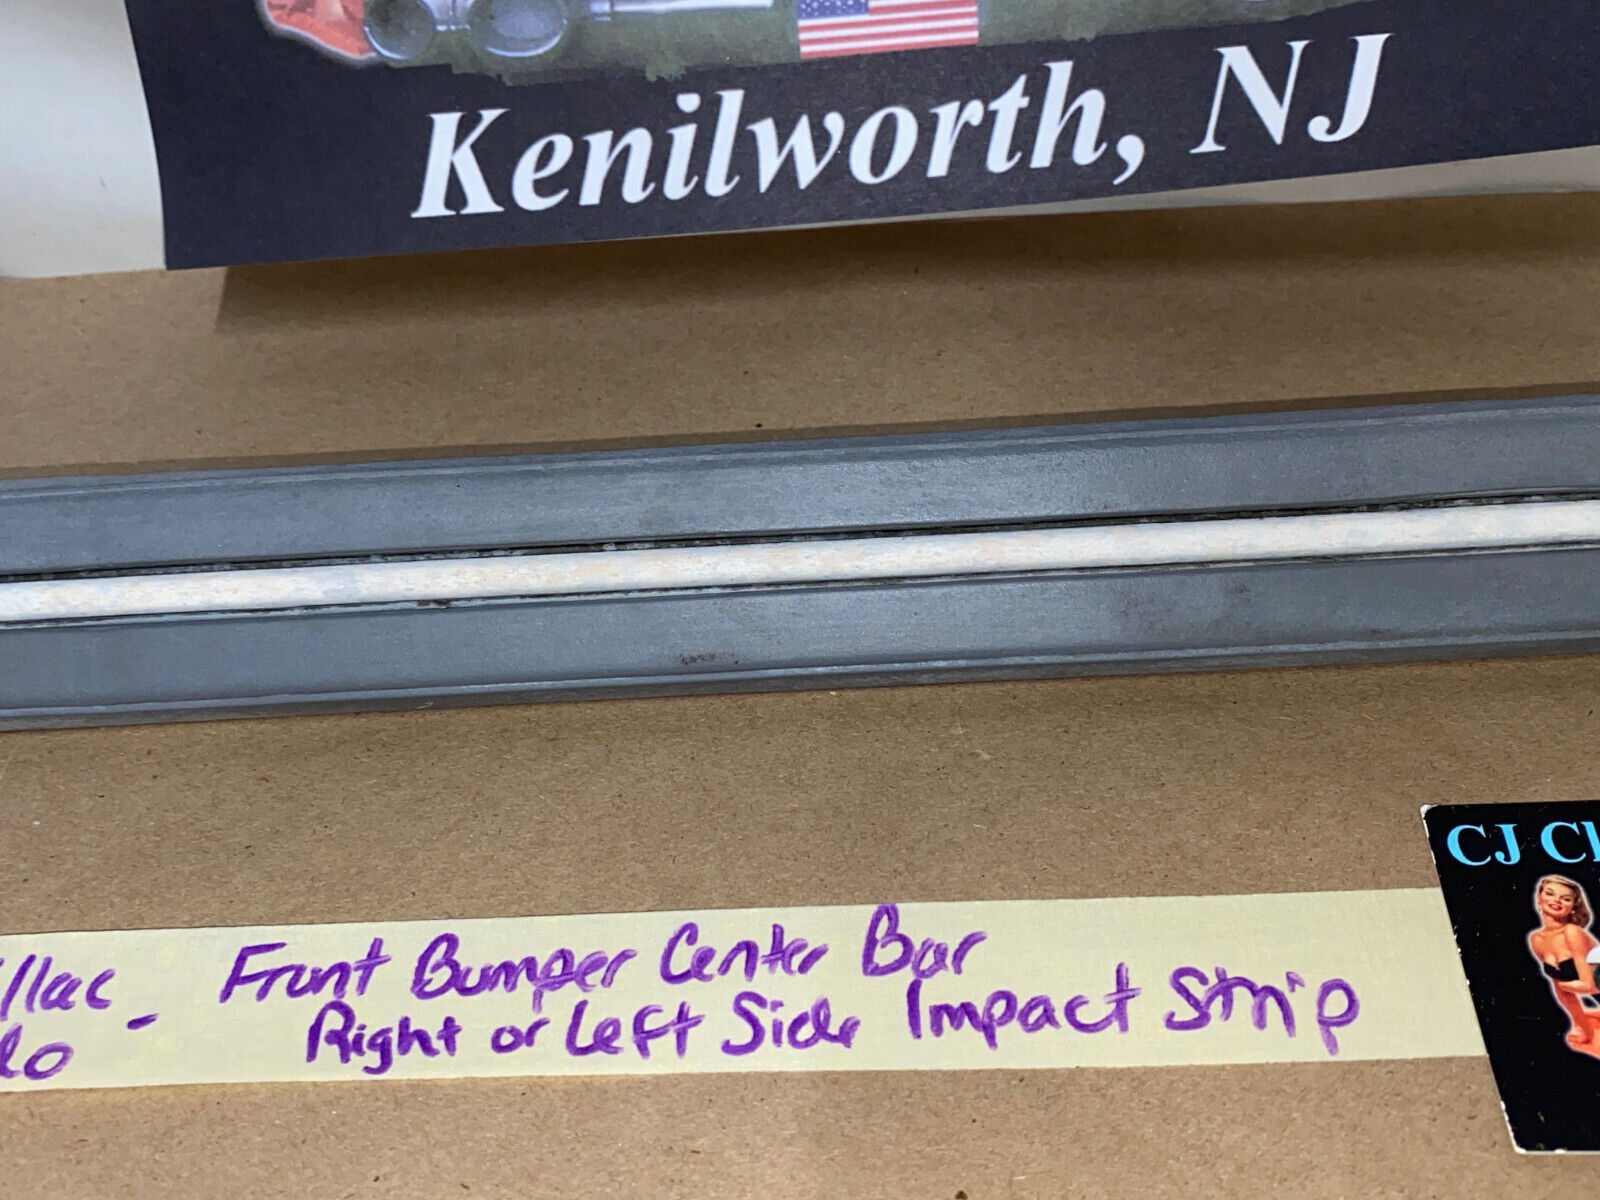 Kenilworth, NJ
Front Bumper Center Bar
- Right or Left Side Impact Strip
CJ